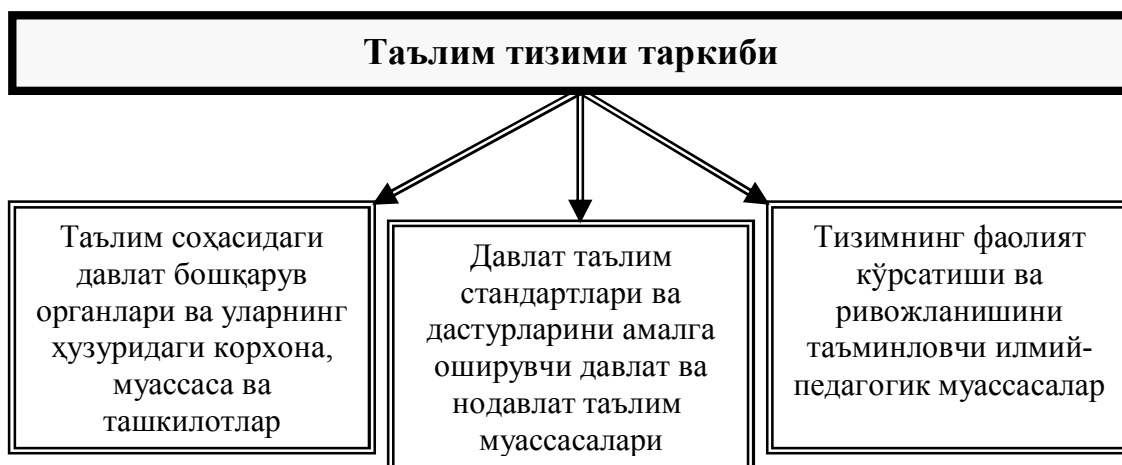 Таълим тизими таркиби
Таълим соҳасидаги
давлат бошқарув
органлари ва уларнинг
ҳузуридаги корхона,
муассаса ва
ташкилотлар
Давлат таълим
стандартлари ва
дастурларини амалга
оширувчи давлат ва
нодавлат таълим
муассасалари
Тизимнинг фаолият
кўрсатиши ва
ривожланишини
таъминловчи илмий-
педагогик муассасалар